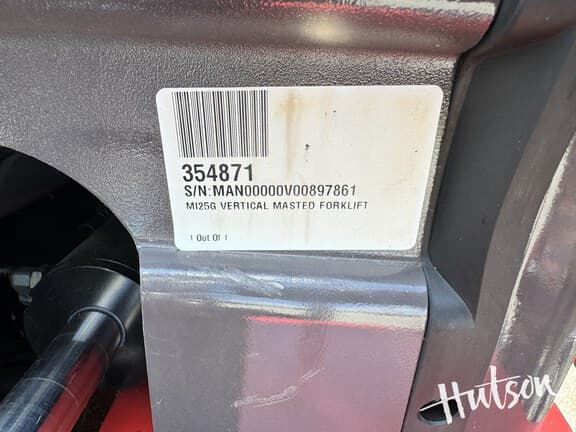 354871
S/N:MAN00000V00897861
MI25G VERTICAL MASTED FORKLIFT
1 Out Of 1
Hutson